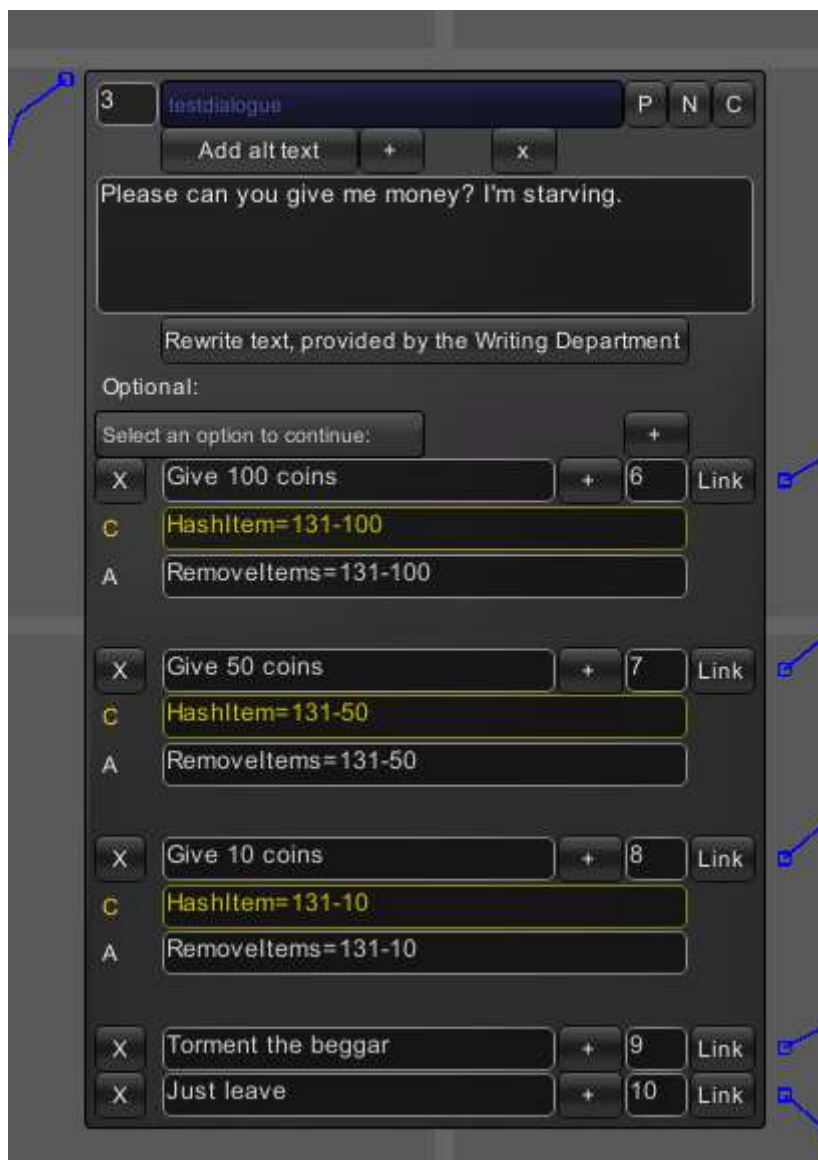 3 testdialogue P N C
Add alt text + x
Please can you give me money? I'm starving.
Rewrite text, provided by the Writing Department
Optional:
Select an option to continue: +
X Give 100 coins + 6 Link
C HashItem=131-100
A RemoveItems=131-100
X Give 50 coins + 7 Link
C HashItem=131-50
A RemoveItems=131-50
X Give 10 coins + 8 Link
C HashItem=131-10
A RemoveItems=131-10
X Torment the beggar + 9 Link
X Just leave + 10 Link